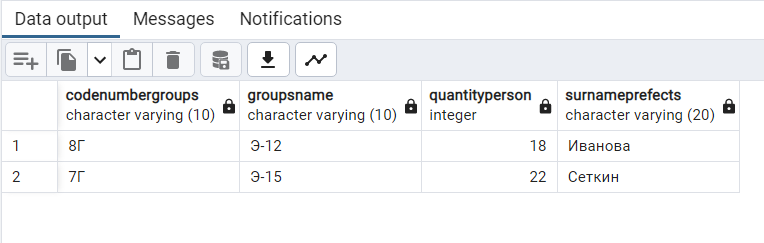 Data output Messages Notifications
codenumbergroups groupsname quantityperson surnameprefects
character varying (10) character varying (10) integer character varying (20)
1 8Г Э-12 18 Иванова
2 7Г Э-15 22 Сеткин